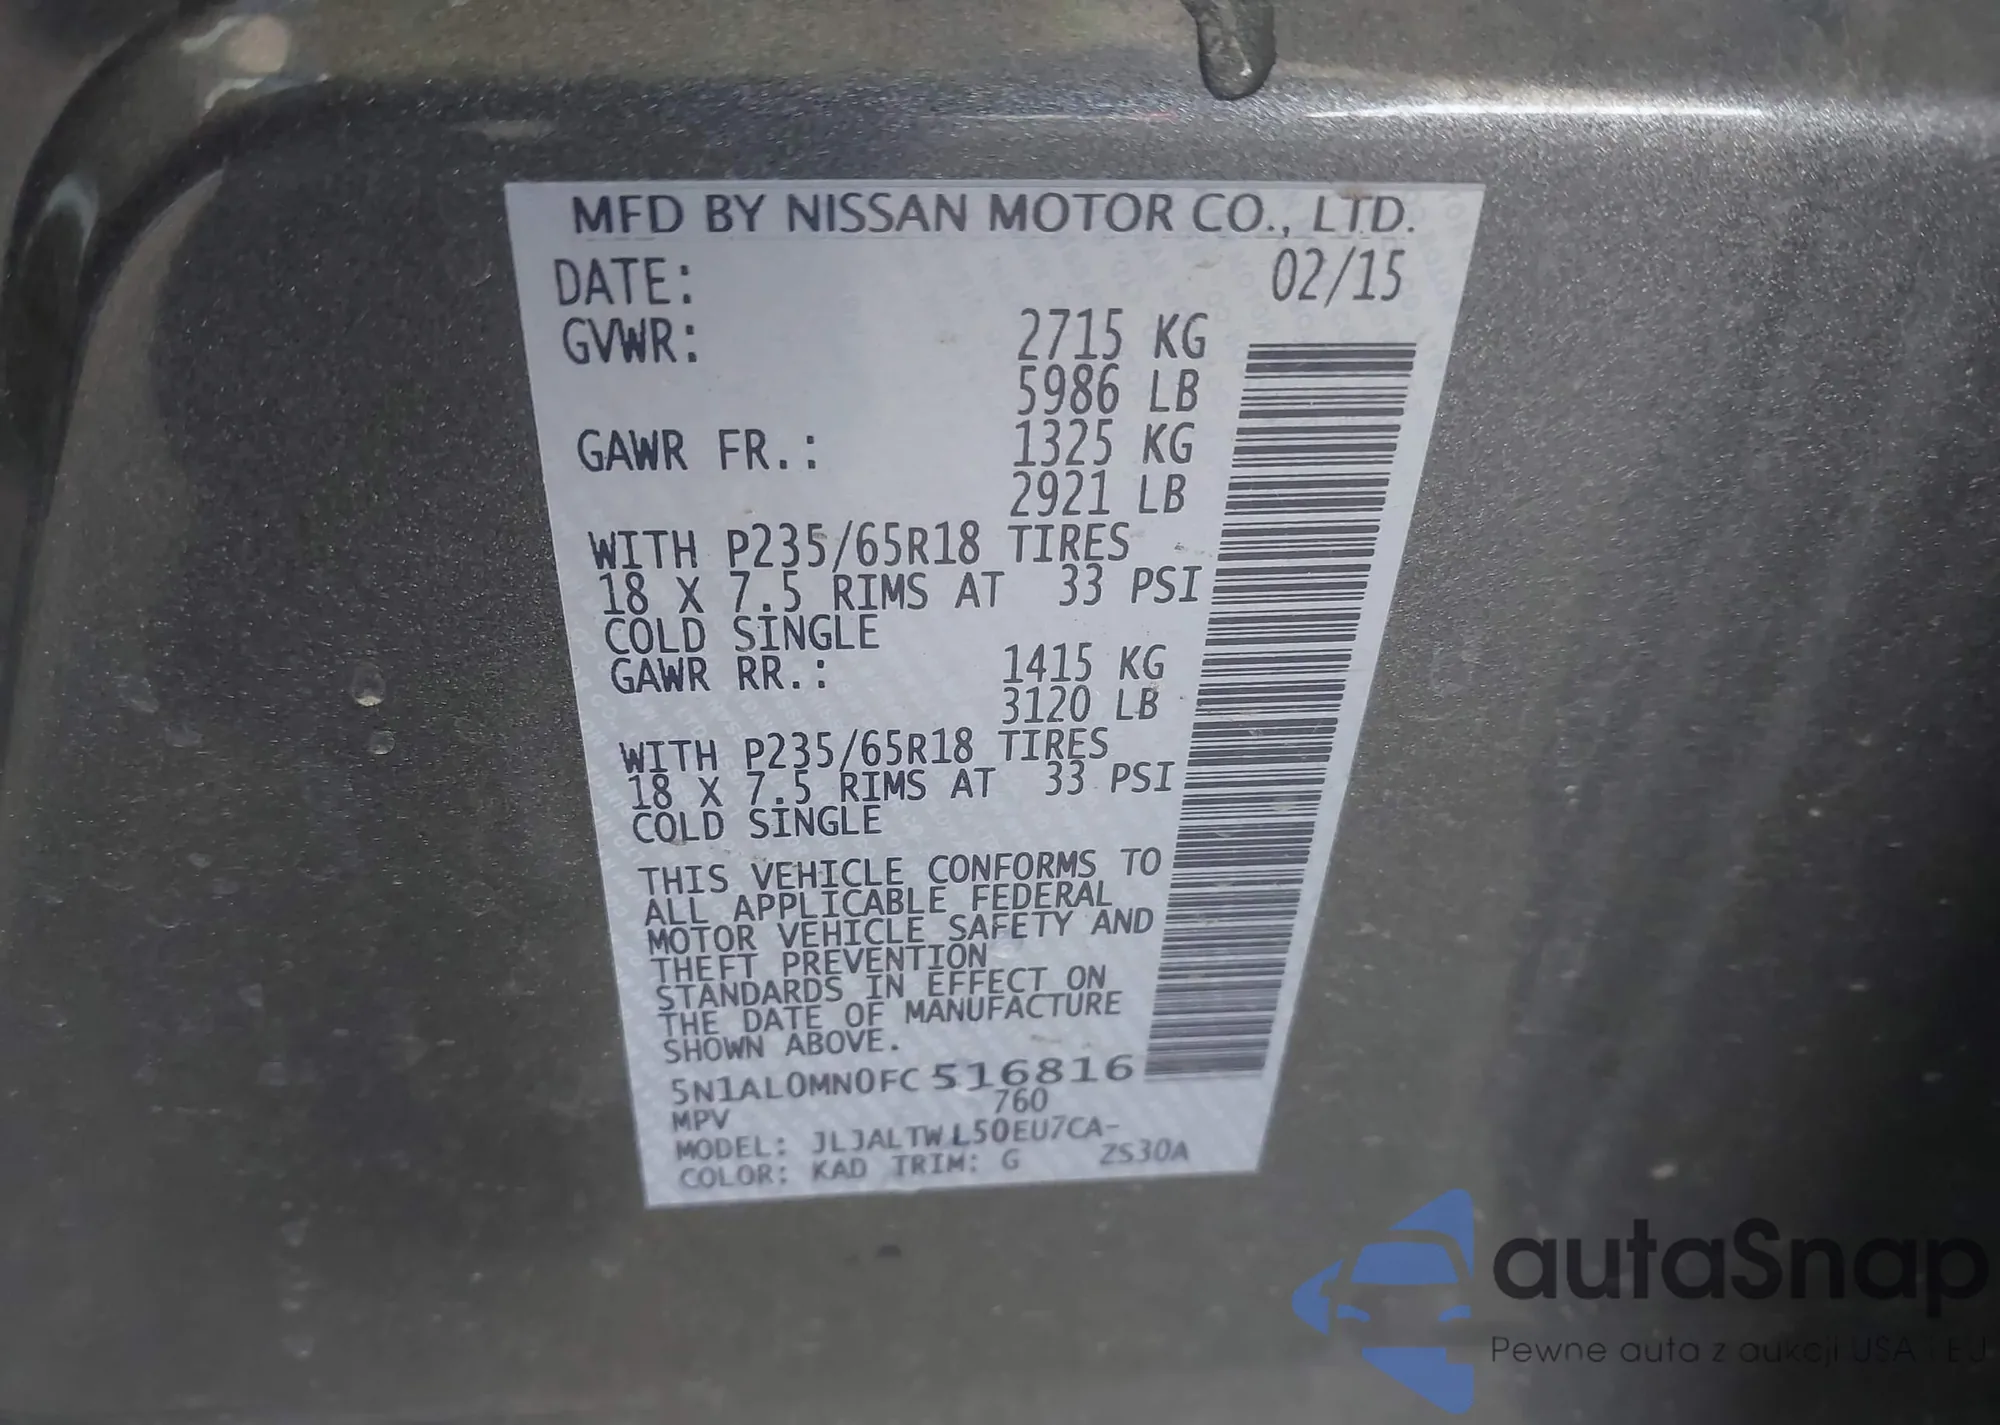 MFD BY NISSAN MOTOR CO., LTD.
DATE: 02/15
GVWR: 2715 KG
5986 LB
GAWR FR.: 1325 KG
2921 LB
WITH P235/65R18 TIRES
18 X 7.5 RIMS AT 33 PSI
COLD SINGLE
GAWR RR.: 1415 KG
3120 LB
WITH P235/65R18 TIRES
18 X 7.5 RIMS AT 33 PSI
COLD SINGLE
THIS VEHICLE CONFORMS TO
ALL APPLICABLE FEDERAL
MOTOR VEHICLE SAFETY AND
THEFT PREVENTION
STANDARDS IN EFFECT ON
THE DATE OF MANUFACTURE
SHOWN ABOVE.
5N1AL0MN0FC516816
MPV 760
MODEL: JLJALTWL50EU7CA-
COLOR: KAD TRIM: G ZS30A
autaSnap
Pewne auta z aukcji USA i EU